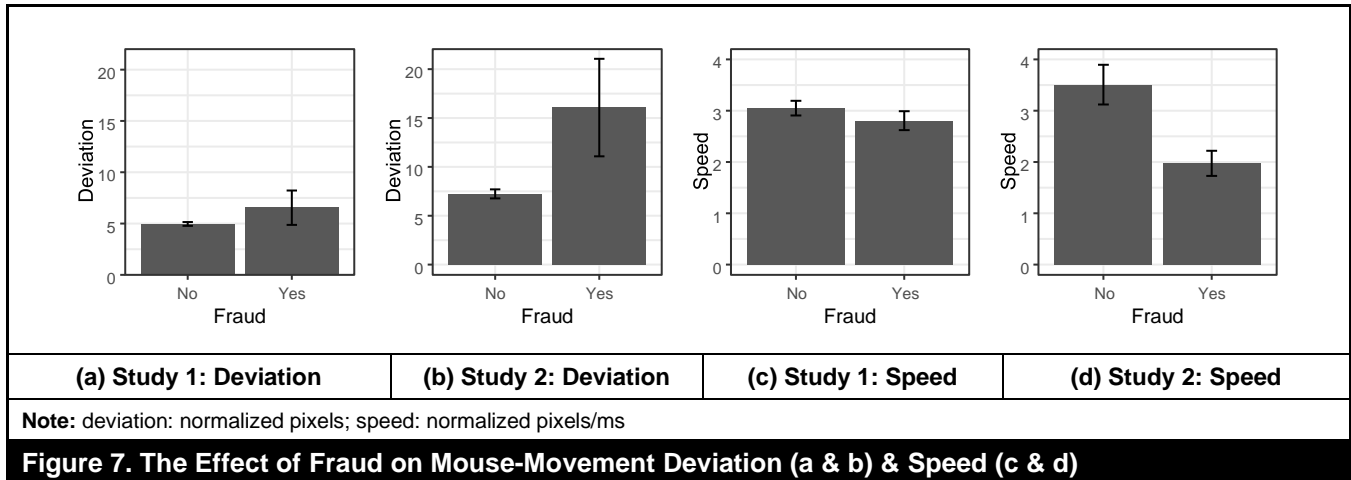 Deviation
20
15
10
5
0
No
Yes
Fraud
Deviation
20
15
10
5
0
No
Yes
Fraud
Speed
4
3
2
1
0
No
Yes
Fraud
Speed
4
3
2
1
0
No
Yes
Fraud
(a) Study 1: Deviation
(b) Study 2: Deviation
(c) Study 1: Speed
(d) Study 2: Speed
Note: deviation: normalized pixels; speed: normalized pixels/ms
Figure 7. The Effect of Fraud on Mouse-Movement Deviation (a & b) & Speed (c & d)